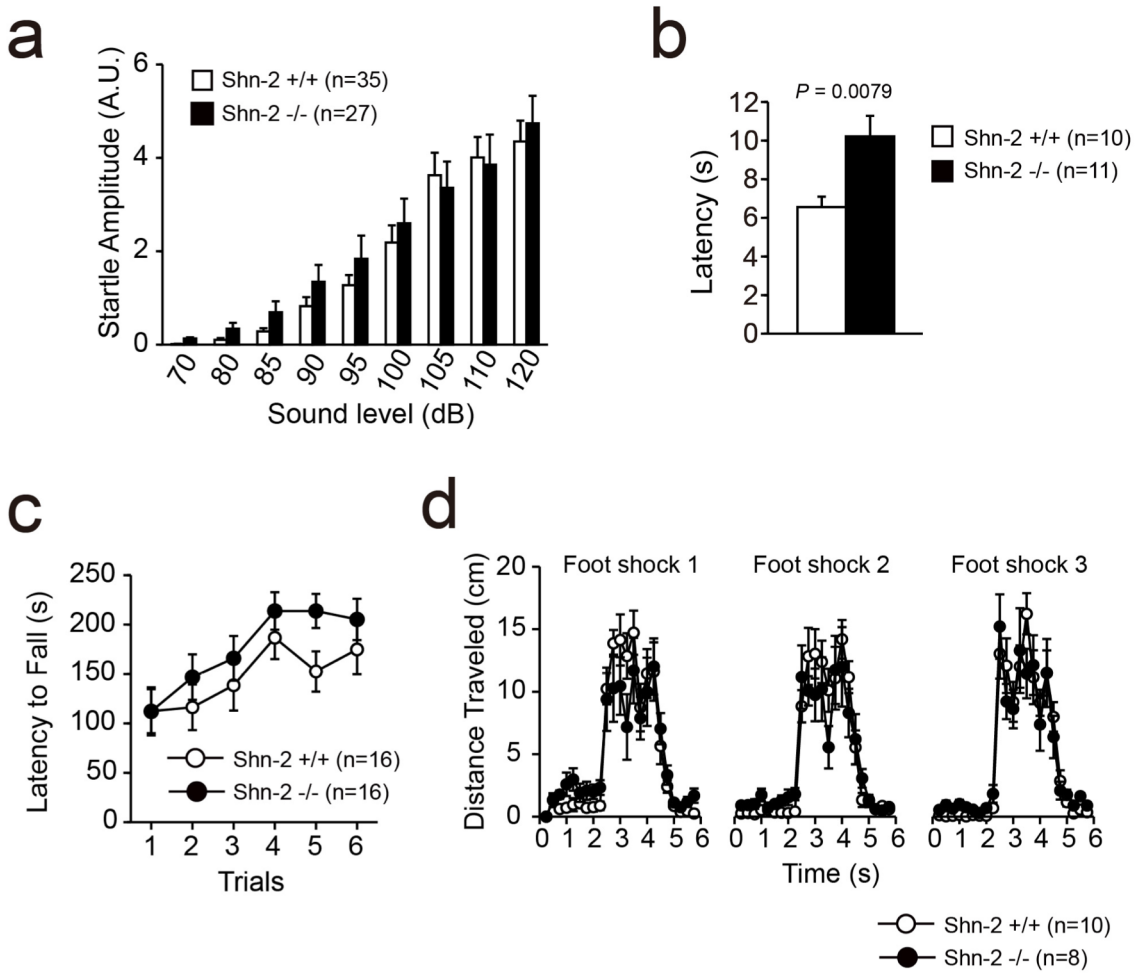 a
Startle Amplitude (A.U.)
6
4
2
0
Shn-2 +/+ (n=35)
Shn-2 -/- (n=27)
70 80 85 90 95 100 105 110 120
Sound level (dB)
b
P = 0.0079
Latency (s)
12
10
8
6
4
2
0
Shn-2 +/+ (n=10)
Shn-2 -/- (n=11)
c
Latency to Fall (s)
250
200
150
100
50
0
Shn-2 +/+ (n=16)
Shn-2 -/- (n=16)
1 2 3 4 5 6
Trials
d
Distance Traveled (cm)
20
15
10
5
0
Foot shock 1 Foot shock 2 Foot shock 3
0 1 2 3 4 5 6 0 1 2 3 4 5 6 0 1 2 3 4 5 6
Time (s)
Shn-2 +/+ (n=10)
Shn-2 -/- (n=8)